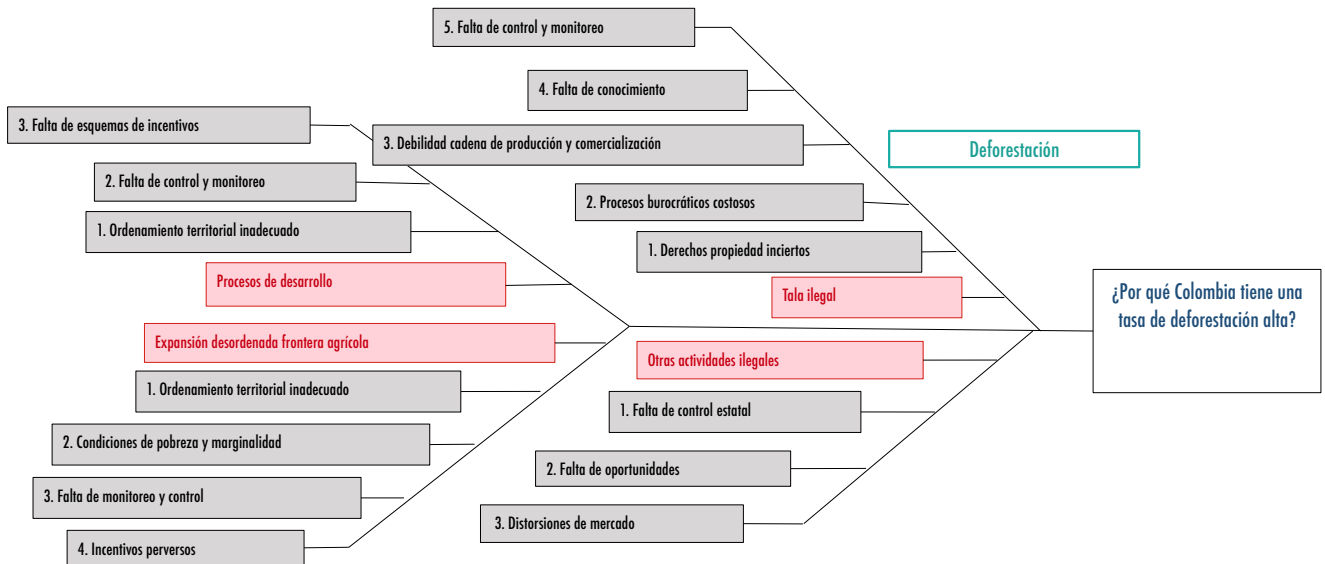 5. Falta de control y monitoreo
4. Falta de conocimiento
3. Falta de esquemas de incentivos
3. Debilidad cadena de producción y comercialización
Deforestación
2. Falta de control y monitoreo
2. Procesos burocráticos costosos
1. Ordenamiento territorial inadecuado
1. Derechos propiedad inciertos
Procesos de desarrollo
Tala ilegal
¿Por qué Colombia tiene una
tasa de deforestación alta?
Expansión desordenada frontera agrícola
Otras actividades ilegales
1. Ordenamiento territorial inadecuado
1. Falta de control estatal
2. Condiciones de pobreza y marginalidad
2. Falta de oportunidades
3. Falta de monitoreo y control
3. Distorsiones de mercado
4. Incentivos perversos